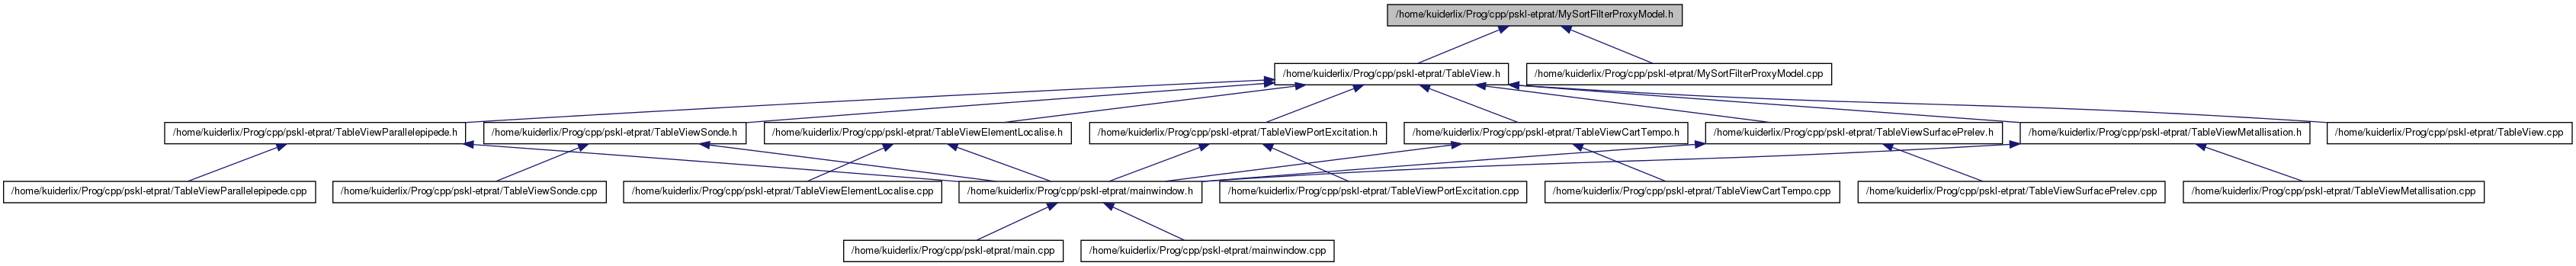 /home/kuiderlix/Prog/cpp/pskl-etprat/MySortFilterProxyModel.h
/home/kuiderlix/Prog/cpp/pskl-etprat/TableView.h
/home/kuiderlix/Prog/cpp/pskl-etprat/MySortFilterProxyModel.cpp
/home/kuiderlix/Prog/cpp/pskl-etprat/TableViewParallelepipede.h
/home/kuiderlix/Prog/cpp/pskl-etprat/TableViewSonde.h
/home/kuiderlix/Prog/cpp/pskl-etprat/TableViewElementLocalise.h
/home/kuiderlix/Prog/cpp/pskl-etprat/TableViewPortExcitation.h
/home/kuiderlix/Prog/cpp/pskl-etprat/TableViewCartTempo.h
/home/kuiderlix/Prog/cpp/pskl-etprat/TableViewSurfacePrelev.h
/home/kuiderlix/Prog/cpp/pskl-etprat/TableViewMetallisation.h
/home/kuiderlix/Prog/cpp/pskl-etprat/TableView.cpp
/home/kuiderlix/Prog/cpp/pskl-etprat/TableViewParallelepipede.cpp
/home/kuiderlix/Prog/cpp/pskl-etprat/TableViewSonde.cpp
/home/kuiderlix/Prog/cpp/pskl-etprat/TableViewElementLocalise.cpp
/home/kuiderlix/Prog/cpp/pskl-etprat/mainwindow.h
/home/kuiderlix/Prog/cpp/pskl-etprat/TableViewPortExcitation.cpp
/home/kuiderlix/Prog/cpp/pskl-etprat/TableViewCartTempo.cpp
/home/kuiderlix/Prog/cpp/pskl-etprat/TableViewSurfacePrelev.cpp
/home/kuiderlix/Prog/cpp/pskl-etprat/TableViewMetallisation.cpp
/home/kuiderlix/Prog/cpp/pskl-etprat/main.cpp
/home/kuiderlix/Prog/cpp/pskl-etprat/mainwindow.cpp